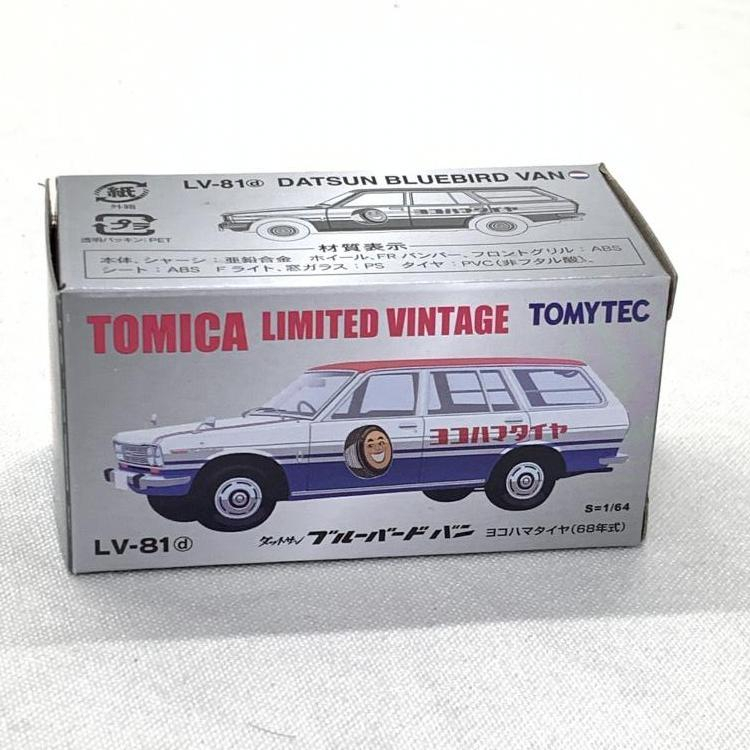 紙
外箱
プラ
透明パッキン:PET
LV-81ⓓ DATSUN BLUEBIRD VAN
ヨコハマタイヤ
材質表示
本体、シャーシ:亜鉛合金 ホイール、FRバンパー、フロントグリル:ABS
シート:ABS Fライト、窓ガラス:PS タイヤ:PVC(非フタル酸)、
TOMICA LIMITED VINTAGE TOMYTEC
ヨコハマタイヤ
S=1/64
LV-81ⓓ ダットサン ブルーバード バン ヨコハマタイヤ(68年式)